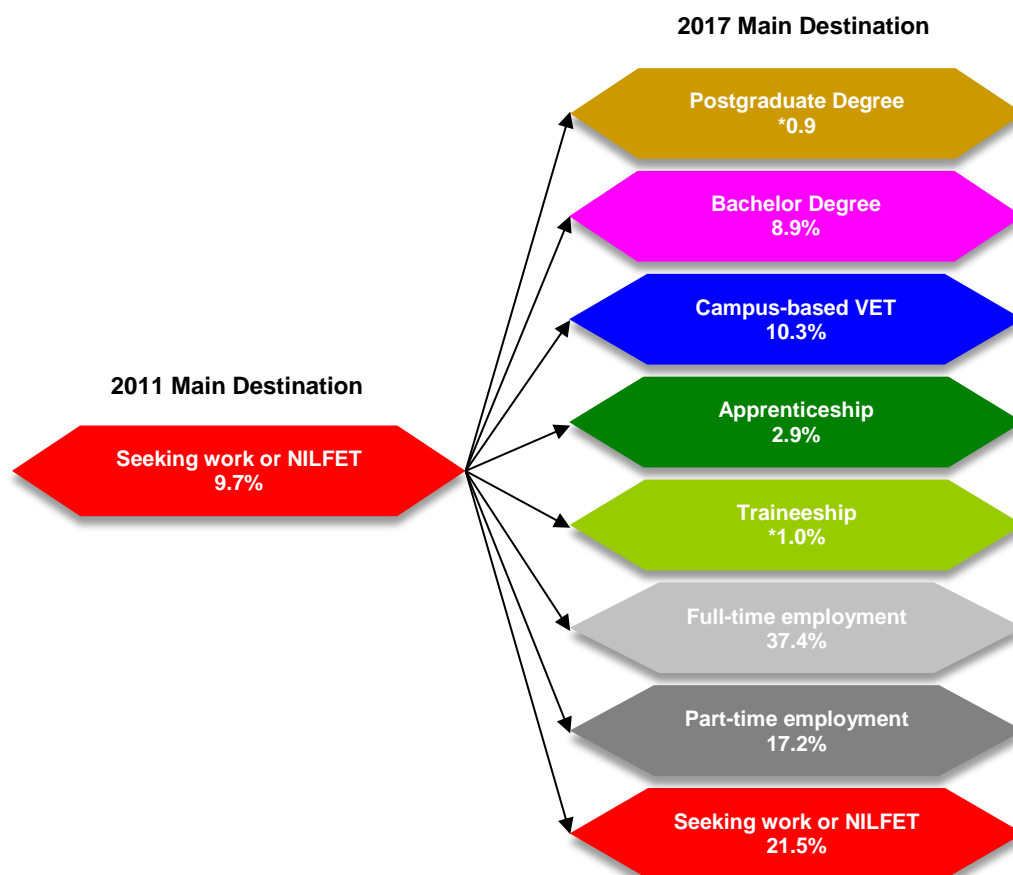 2017 Main Destination
Postgraduate Degree
*0.9
Bachelor Degree
8.9%
Campus-based VET
10.3%
2011 Main Destination
Apprenticeship
2.9%
Seeking work or NILFET
9.7%
Traineeship
*1.0%
Full-time employment
37.4%
Part-time employment
17.2%
Seeking work or NILFET
21.5%